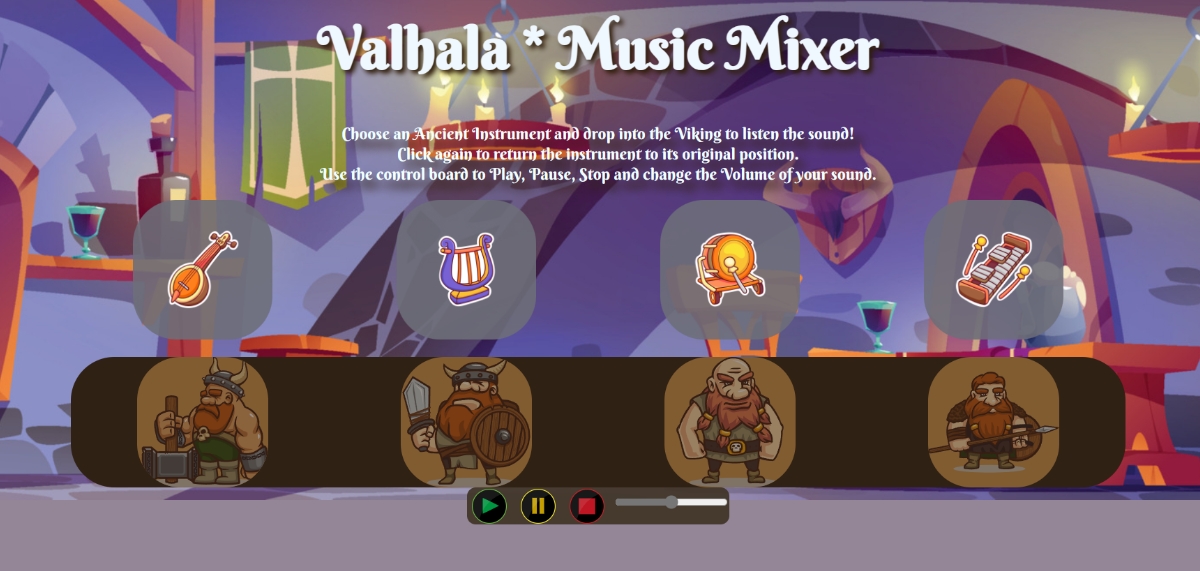 Valhala * Music Mixer
Choose an Ancient Instrument and drop into the Viking to listen the sound!
Click again to return the instrument to its original position.
Use the control board to Play, Pause, Stop and change the Volume of your sound.